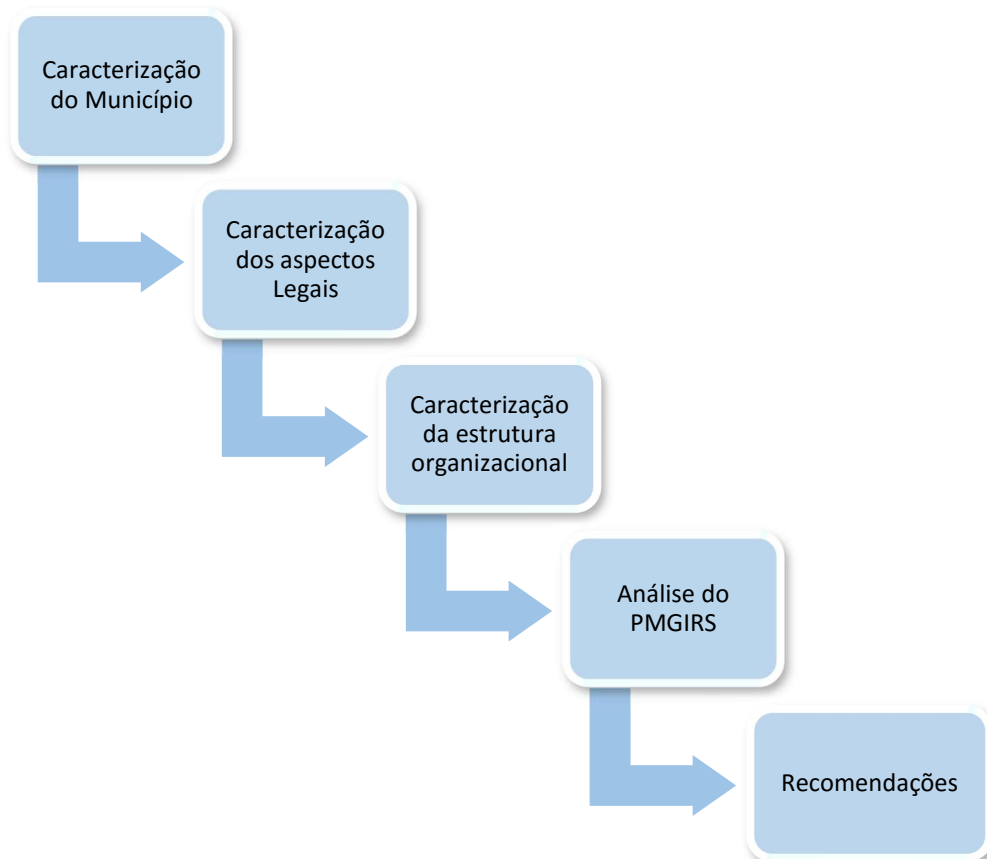 Caracterização
do Município
Caracterização
dos aspectos
Legais
Caracterização
da estrutura
organizacional
Análise do
PMGIRS
Recomendações